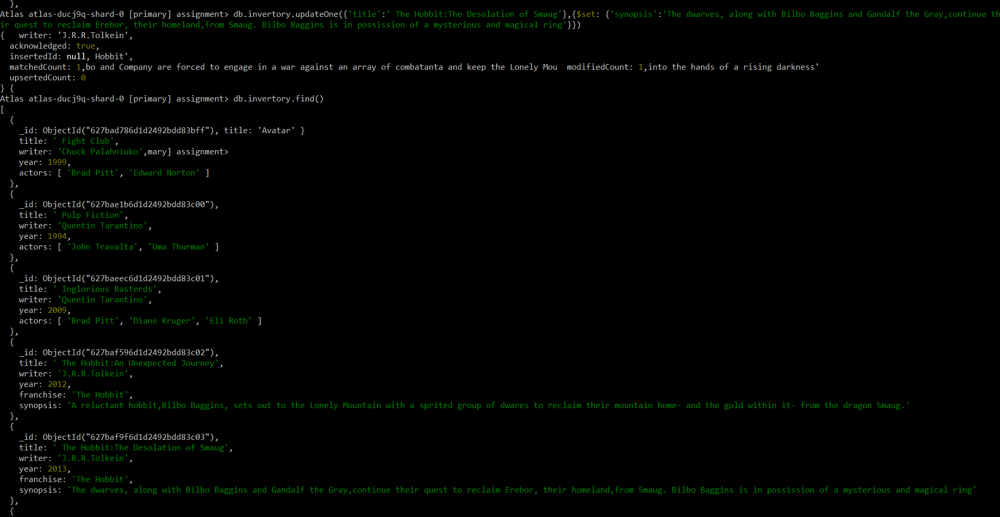 },
Atlas atlas-ducj9q-shard-0 [primary] assignment> db.invertory.updateOne({'title':' The Hobbit:The Desolation of Smaug'},{$set: {'synopsis':'The dwarves, along with Bilbo Baggins and Gandalf the Gray,continue th
ir quest to reclaim Erebor, their homeland,from Smaug. Bilbo Baggins is in possission of a mysterious and magical ring'}})
{   writer: 'J.R.R.Tolkein',
  acknowledged: true,
  insertedId: null, Hobbit',
  matchedCount: 1,bo and Company are forced to engage in a war against an array of combatanta and keep the Lonely Mou  modifiedCount: 1,into the hands of a rising darkness'
  upsertedCount: 0
} {
Atlas atlas-ducj9q-shard-0 [primary] assignment> db.invertory.find()
[
  {
    _id: ObjectId("627bad786d1d2492bdd83bff"), title: 'Avatar' }
    title: ' Fight Club',
    writer: 'Chuck Palahniuko',mary] assignment>
    year: 1999,
    actors: [ 'Brad Pitt', 'Edward Norton' ]
  },
  {
    _id: ObjectId("627bae1b6d1d2492bdd83c00"),
    title: ' Pulp Fiction',
    writer: 'Quentin Tarantino',
    year: 1994,
    actors: [ 'John Travalta', 'Uma Thurman' ]
  },
  {
    _id: ObjectId("627baeec6d1d2492bdd83c01"),
    title: ' Inglorious Basterds',
    writer: 'Quentin Tarantino',
    year: 2009,
    actors: [ 'Brad Pitt', 'Diane Kruger', 'Eli Roth' ]
  },
  {
    _id: ObjectId("627baf596d1d2492bdd83c02"),
    title: ' The Hobbit:An Unexpected Journey',
    writer: 'J.R.R.Tolkein',
    year: 2012,
    franchise: 'The Hobbit',
    synopsis: 'A reluctant hobbit,Bilbo Baggins, sets out to the Lonely Mountain with a sprited group of dwares to reclaim their mountain home- and the gold within it- from the dragon Smaug.'
  },
  {
    _id: ObjectId("627baf9f6d1d2492bdd83c03"),
    title: ' The Hobbit:The Desolation of Smaug',
    writer: 'J.R.R.Tolkein',
    year: 2013,
    franchise: 'The Hobbit',
    synopsis: 'The dwarves, along with Bilbo Baggins and Gandalf the Gray,continue their quest to reclaim Erebor, their homeland,from Smaug. Bilbo Baggins is in possission of a mysterious and magical ring'
  },
  {